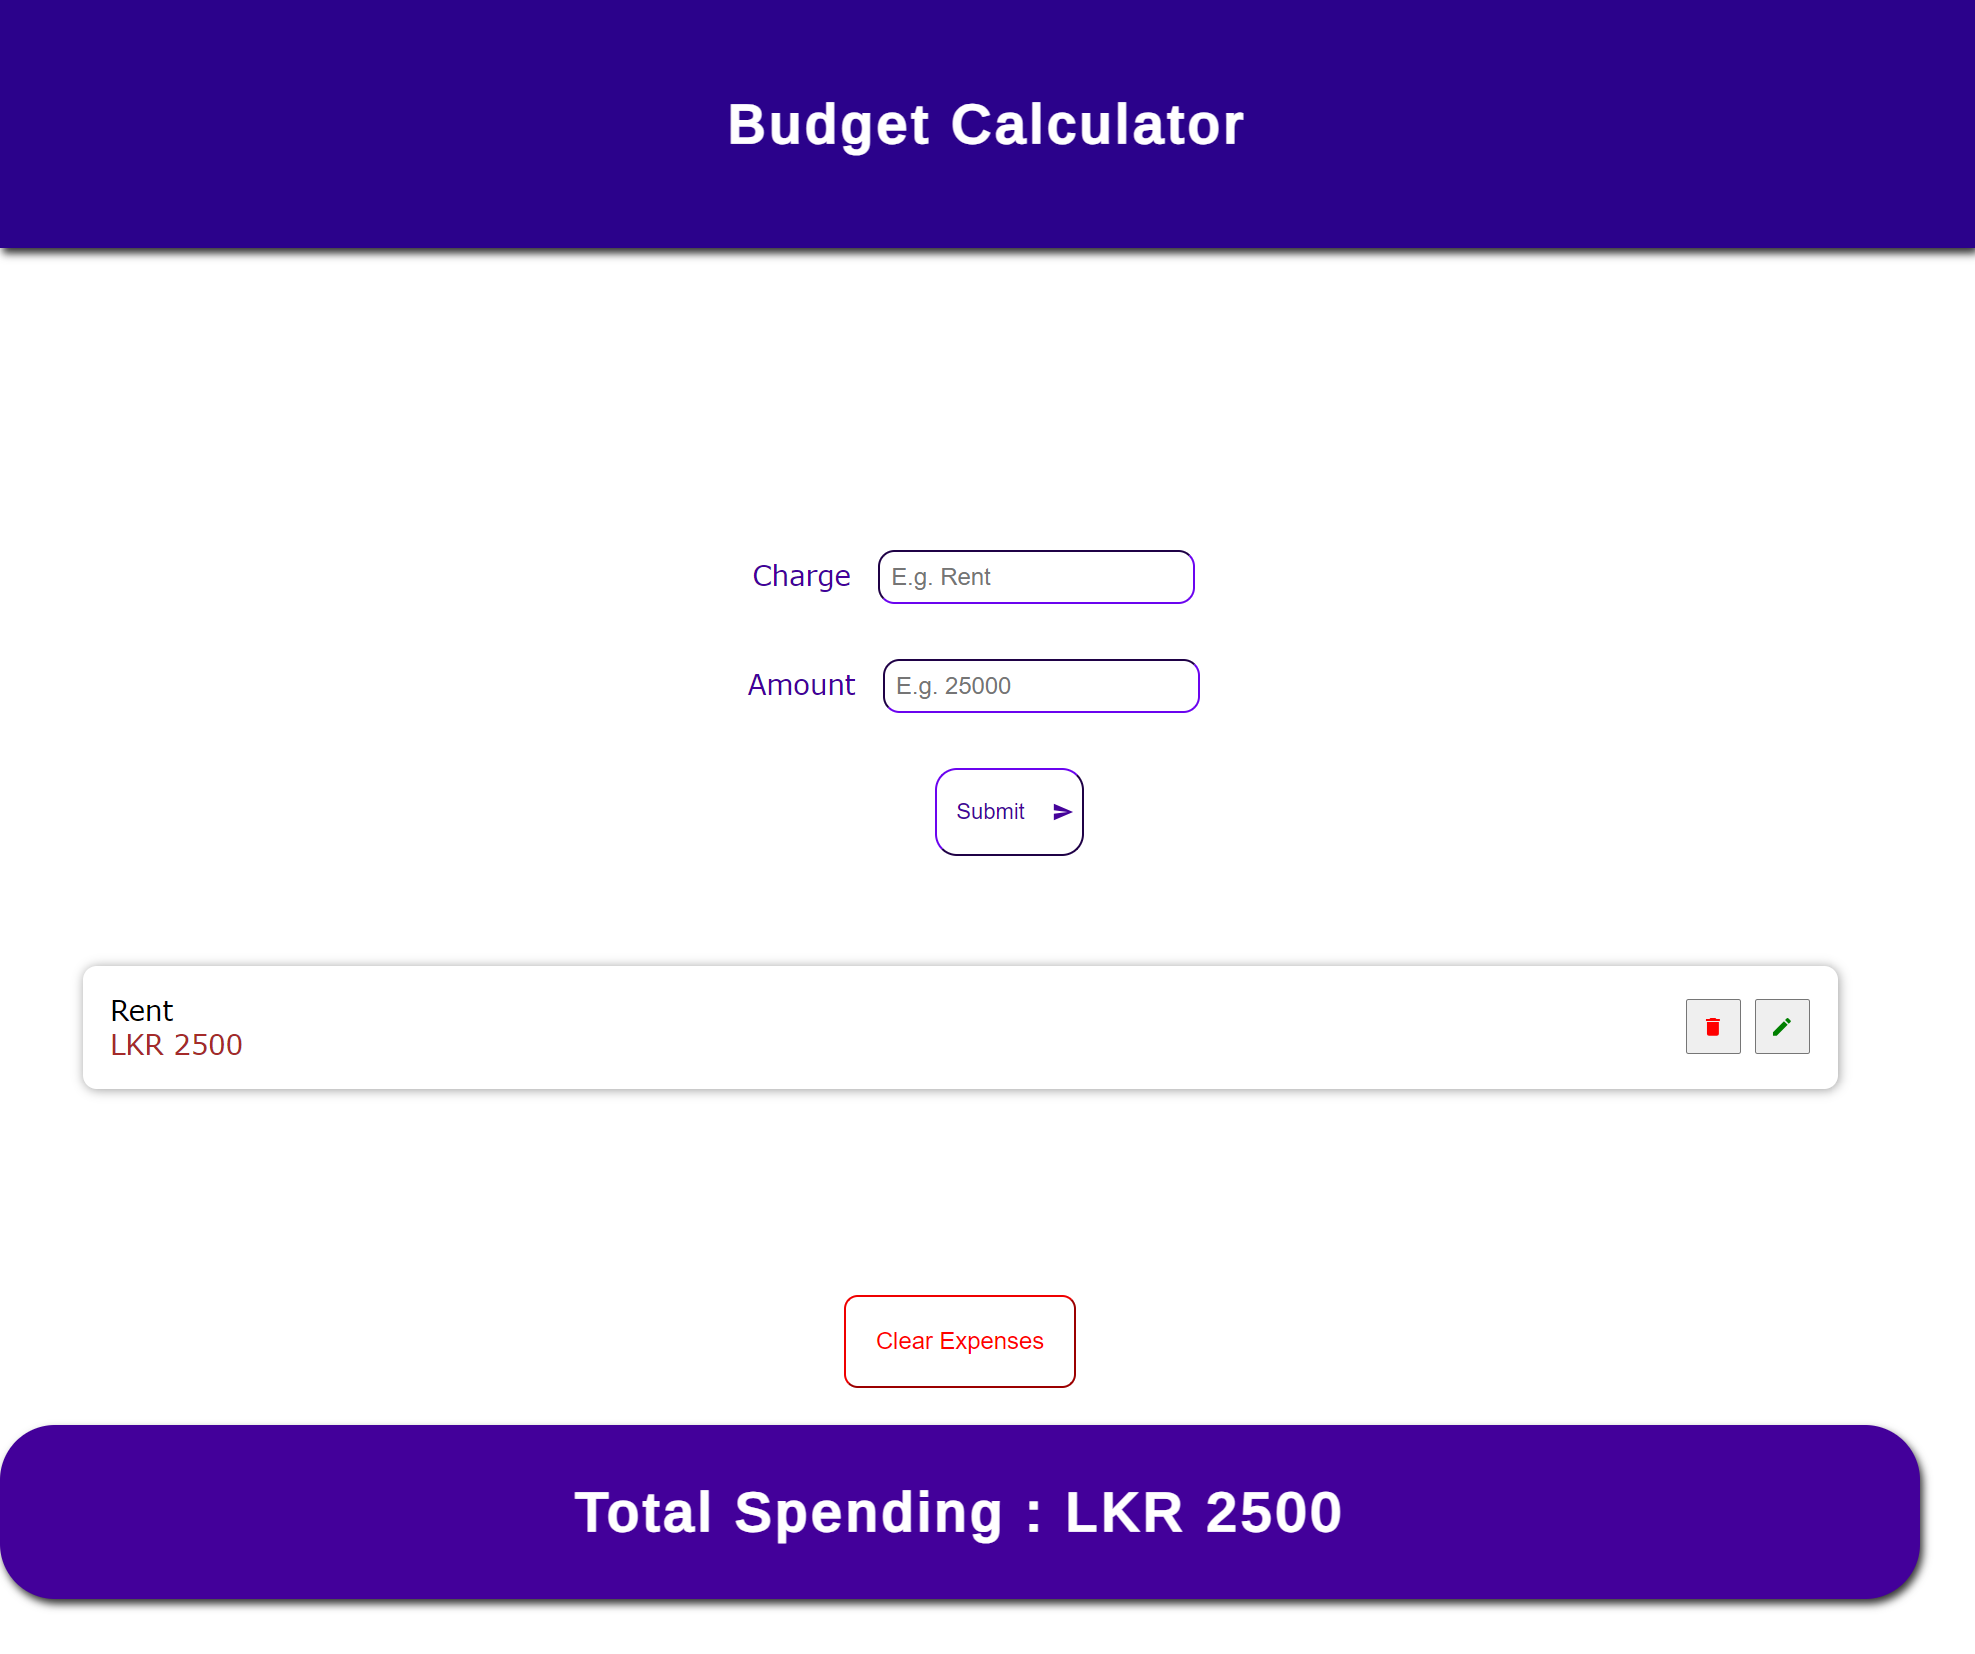 Budget Calculator
Charge
E.g. Rent
Amount
E.g. 25000
Submit
Rent
LKR 2500
Clear Expenses
Total Spending : LKR 2500